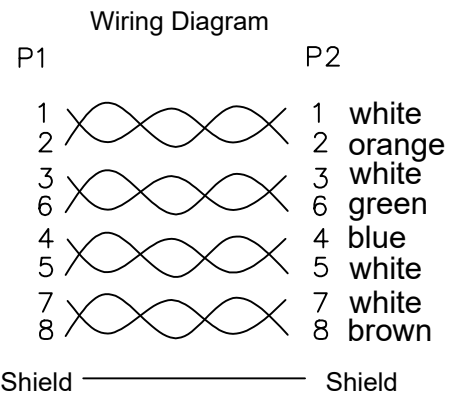 Wiring Diagram
P1 P2
1 1 white
2 2 orange
3 3 white
6 6 green
4 4 blue
5 5 white
7 7 white
8 8 brown
Shield Shield